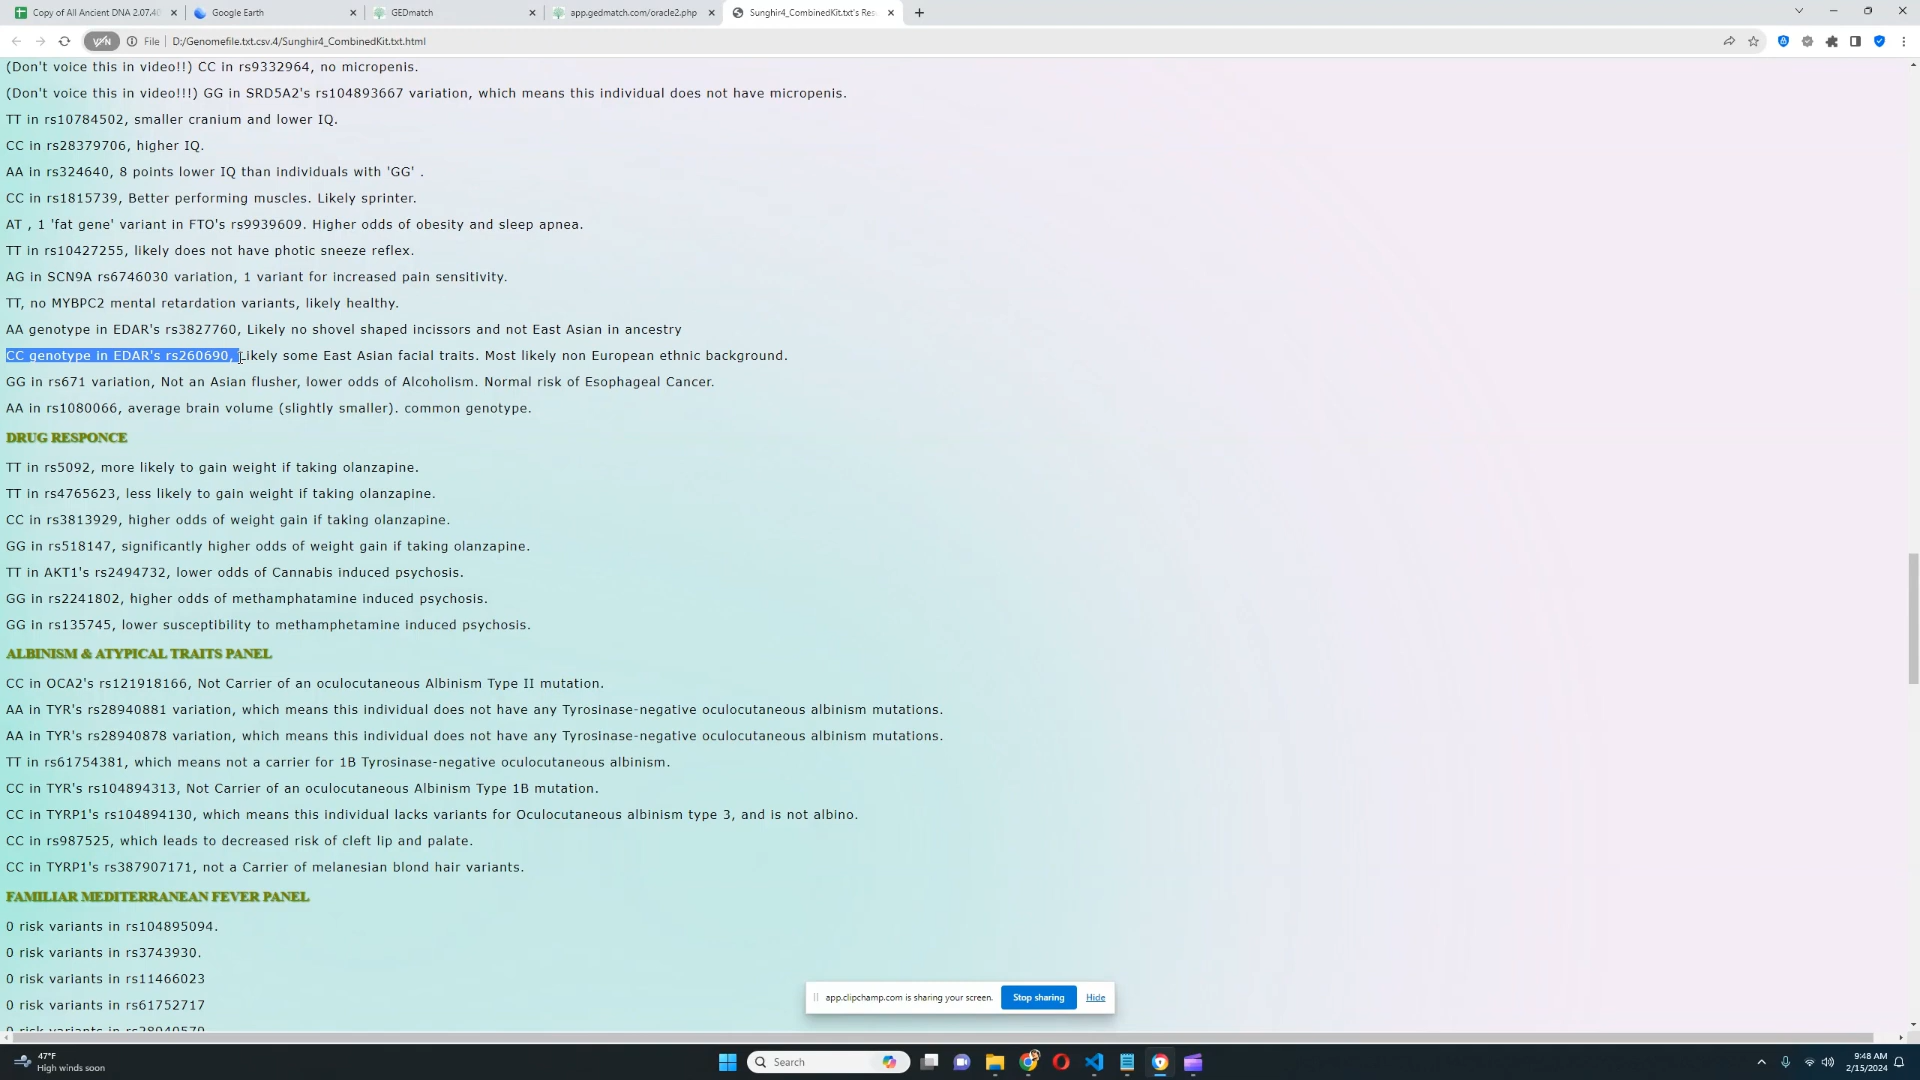 Copy of All Ancient DNA 2.07.40
Google Earth
GEDmatch
app.gedmatch.com/oracle2.php
Sunghir4_CombinedKit.txt's Res
VPN
File
D:/Genomefile.txt.csv.4/Sunghir4_CombinedKit.txt.html
(Don't voice this in video!!) CC in rs9332964, no micropenis.
(Don't voice this in video!!!) GG in SRD5A2's rs104893667 variation, which means this individual does not have micropenis.
TT in rs10784502, smaller cranium and lower IQ.
CC in rs28379706, higher IQ.
AA in rs324640, 8 points lower IQ than individuals with 'GG' .
CC in rs1815739, Better performing muscles. Likely sprinter.
AT , 1 'fat gene' variant in FTO's rs9939609. Higher odds of obesity and sleep apnea.
TT in rs10427255, likely does not have photic sneeze reflex.
AG in SCN9A rs6746030 variation, 1 variant for increased pain sensitivity.
TT, no MYBPC2 mental retardation variants, likely healthy.
AA genotype in EDAR's rs3827760, Likely no shovel shaped incissors and not East Asian in ancestry
CC genotype in EDAR's rs260690, Likely some East Asian facial traits. Most likely non European ethnic background.
GG in rs671 variation, Not an Asian flusher, lower odds of Alcoholism. Normal risk of Esophageal Cancer.
AA in rs1080066, average brain volume (slightly smaller). common genotype.
DRUG RESPONCE
TT in rs5092, more likely to gain weight if taking olanzapine.
TT in rs4765623, less likely to gain weight if taking olanzapine.
CC in rs3813929, higher odds of weight gain if taking olanzapine.
GG in rs518147, significantly higher odds of weight gain if taking olanzapine.
TT in AKT1's rs2494732, lower odds of Cannabis induced psychosis.
GG in rs2241802, higher odds of methamphatamine induced psychosis.
GG in rs135745, lower susceptibility to methamphetamine induced psychosis.
ALBINISM & ATYPICAL TRAITS PANEL
CC in OCA2's rs121918166, Not Carrier of an oculocutaneous Albinism Type II mutation.
AA in TYR's rs28940881 variation, which means this individual does not have any Tyrosinase-negative oculocutaneous albinism mutations.
AA in TYR's rs28940878 variation, which means this individual does not have any Tyrosinase-negative oculocutaneous albinism mutations.
TT in rs61754381, which means not a carrier for 1B Tyrosinase-negative oculocutaneous albinism.
CC in TYR's rs104894313, Not Carrier of an oculocutaneous Albinism Type 1B mutation.
CC in TYRP1's rs104894130, which means this individual lacks variants for Oculocutaneous albinism type 3, and is not albino.
CC in rs987525, which leads to decreased risk of cleft lip and palate.
CC in TYRP1's rs387907171, not a Carrier of melanesian blond hair variants.
FAMILIAR MEDITERRANEAN FEVER PANEL
0 risk variants in rs104895094.
0 risk variants in rs3743930.
0 risk variants in rs11466023
0 risk variants in rs61752717
0 risk variants in rs28940579
app.clipchamp.com is sharing your screen.
Stop sharing
Hide
47°F
High winds soon
Search
9:48 AM
2/15/2024